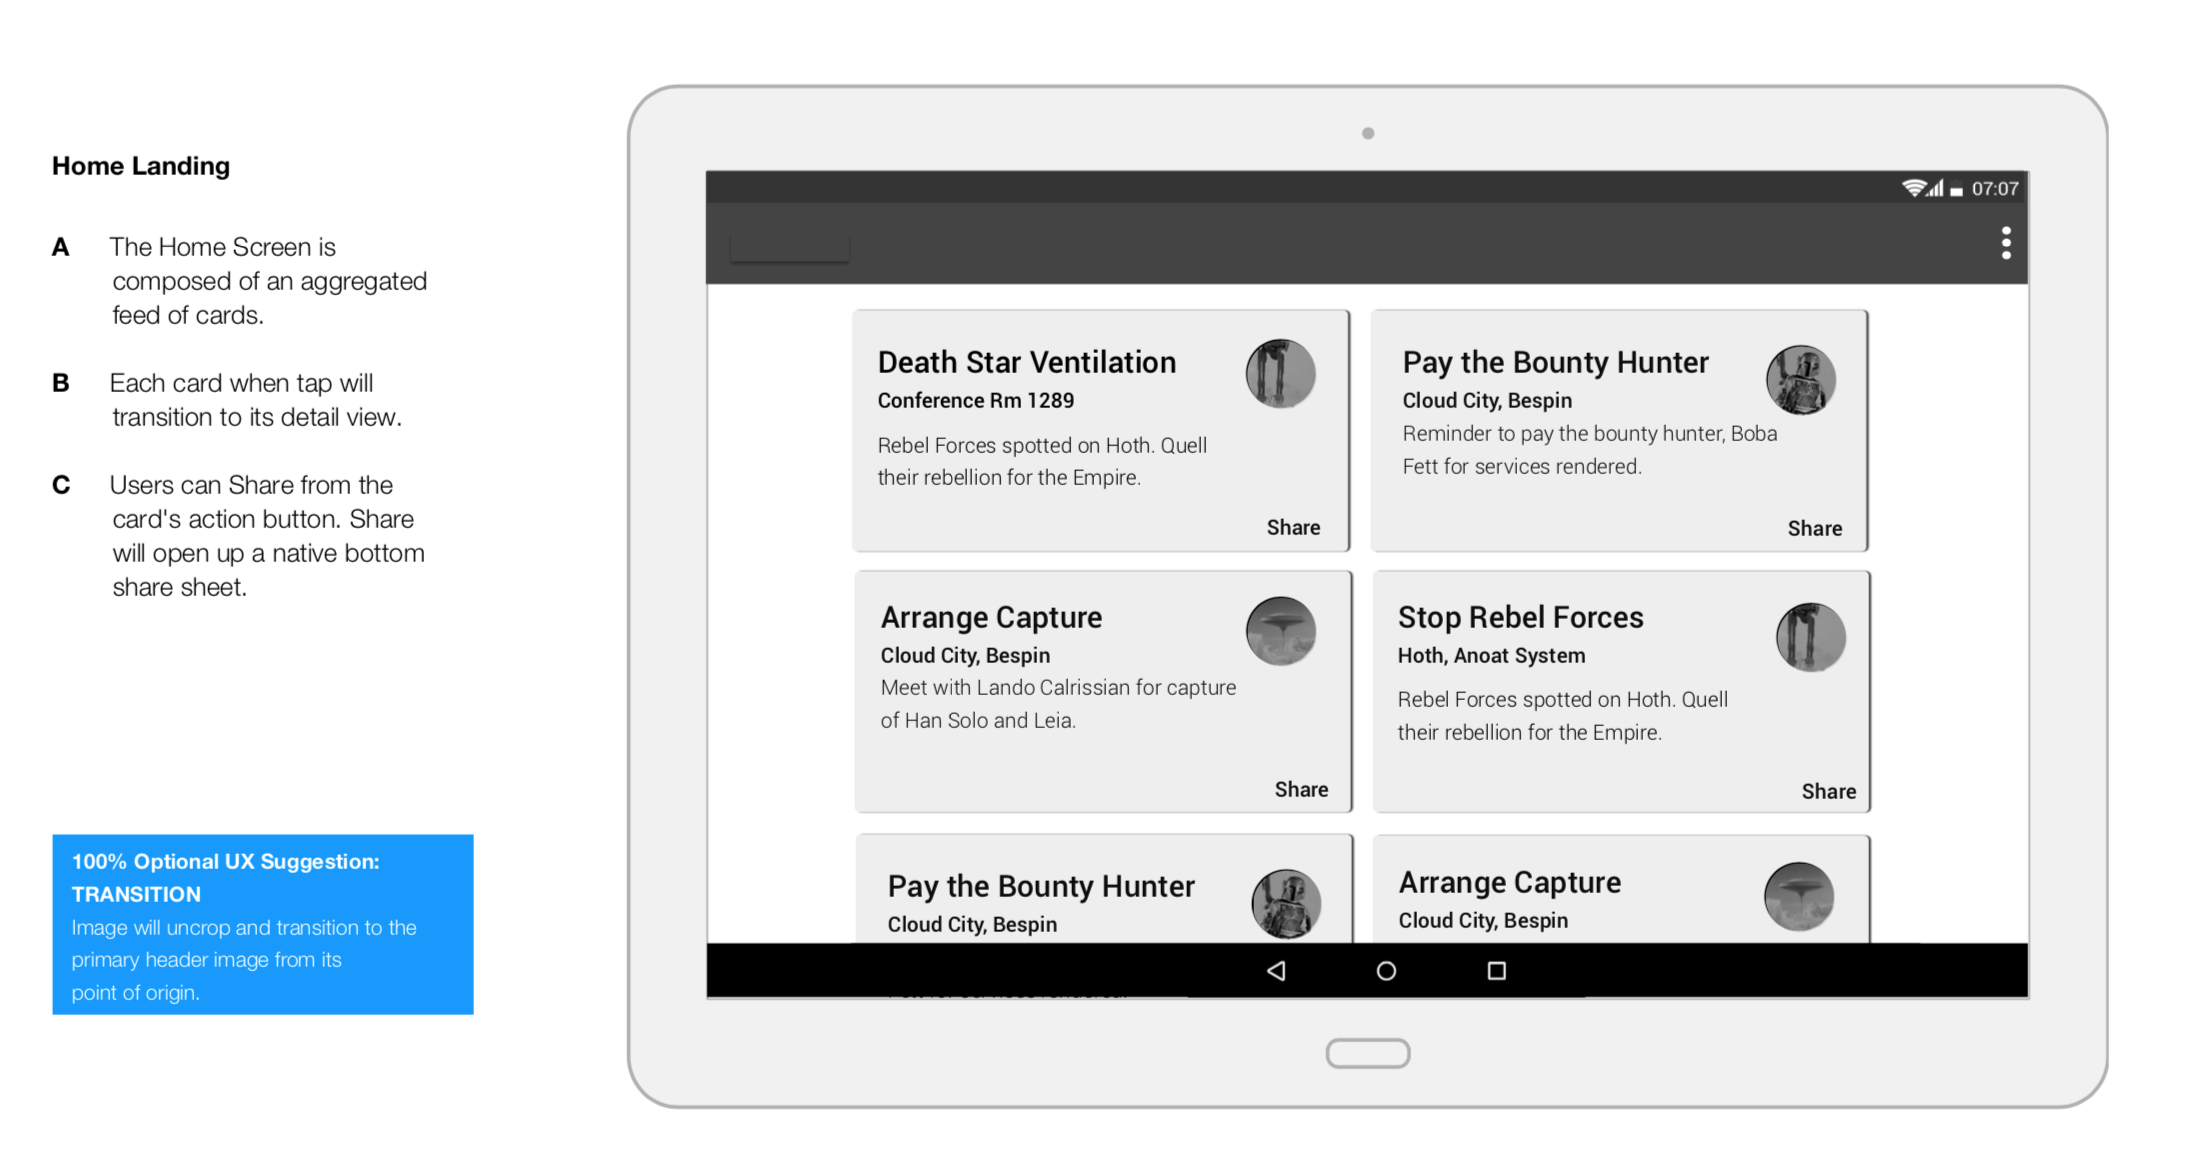 Home Landing
A The Home Screen is
composed of an aggregated
feed of cards.
B Each card when tap will
transition to its detail view.
C Users can Share from the
card's action button. Share
will open up a native bottom
share sheet.
100% Optional UX Suggestion:
TRANSITION
Image will uncrop and transition to the
primary header image from its
point of origin.
07:07
Death Star Ventilation
Conference Rm 1289
Rebel Forces spotted on Hoth. Quell
their rebellion for the Empire.
Share
Pay the Bounty Hunter
Cloud City, Bespin
Reminder to pay the bounty hunter, Boba
Fett for services rendered.
Share
Arrange Capture
Cloud City, Bespin
Meet with Lando Calrissian for capture
of Han Solo and Leia.
Share
Stop Rebel Forces
Hoth, Anoat System
Rebel Forces spotted on Hoth. Quell
their rebellion for the Empire.
Share
Pay the Bounty Hunter
Cloud City, Bespin
Arrange Capture
Cloud City, Bespin